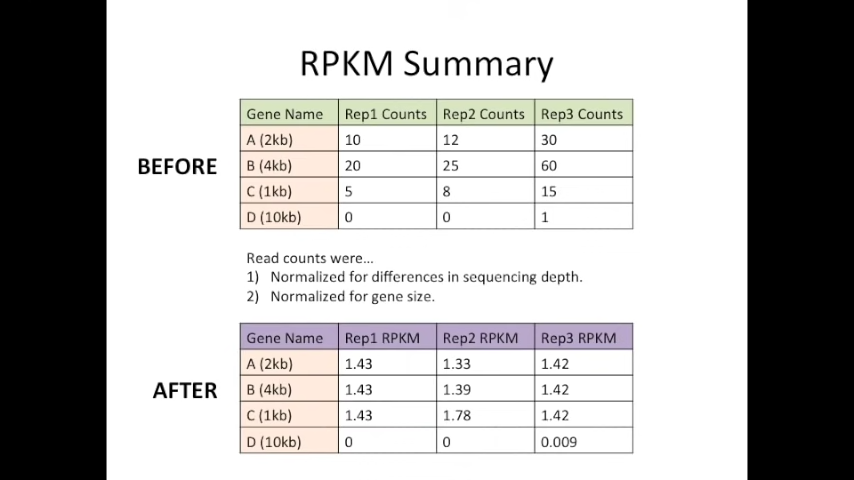 RPKM Summary
Gene Name Rep1 Counts Rep2 Counts Rep3 Counts
A (2kb) 10 12 30
BEFORE
B (4kb) 20 25 60
C (1kb) 5 8 15
D (10kb) 0 0 1
Read counts were...
1) Normalized for differences in sequencing depth.
2) Normalized for gene size.
Gene Name Rep1 RPKM Rep2 RPKM Rep3 RPKM
A (2kb) 1.43 1.33 1.42
AFTER
B (4kb) 1.43 1.39 1.42
C (1kb) 1.43 1.78 1.42
D (10kb) 0 0 0.009